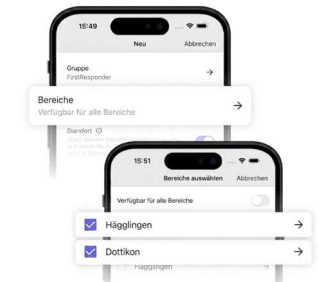 15:49
Neu
Abbrechen
Gruppe
FirstResponder
Bereiche
Verfügbar für alle Bereiche
Standort
15:51
Bereiche auswählen
Abbrechen
Verfügbar für alle Bereiche
Hägglingen
Dottikon
Hägglingen